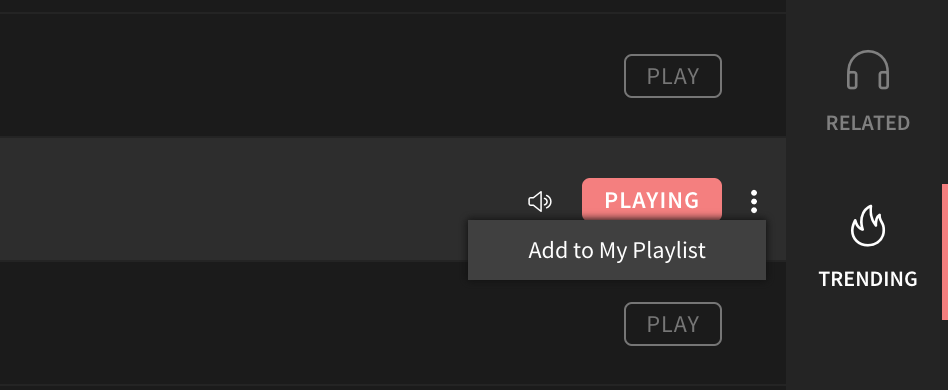 PLAY
RELATED
PLAYING
Add to My Playlist
TRENDING
PLAY